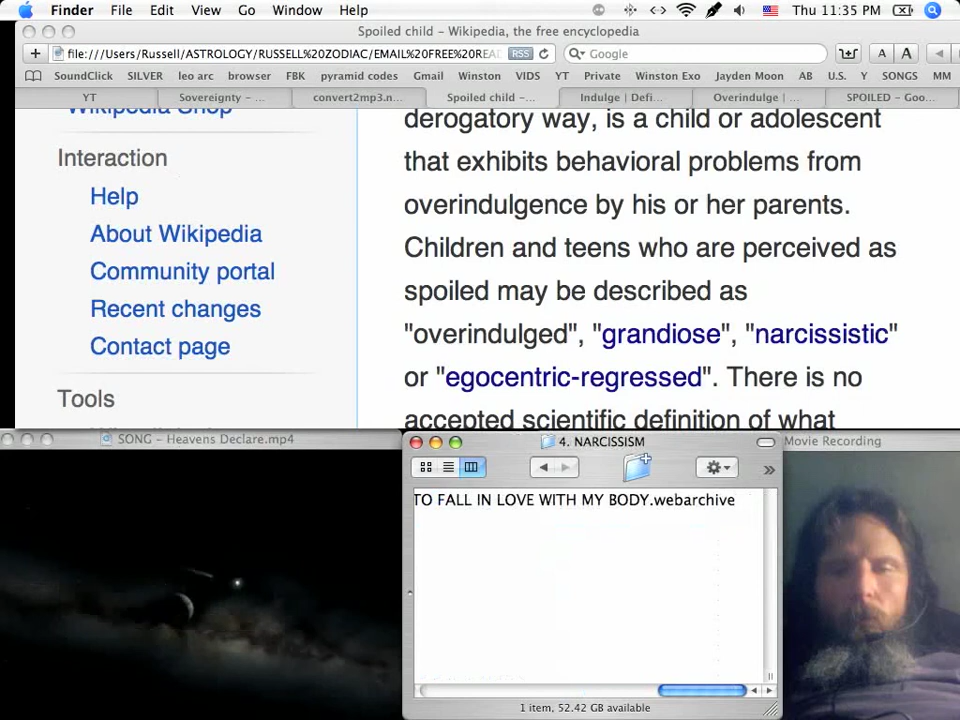 Finder File Edit View Go Window Help Thu 11:35 PM
Spoiled child - Wikipedia, the free encyclopedia
file:///Users/Russell/ASTROLOGY/RUSSELL%20ZODIAC/EMAIL%20FREE%20READ RSS Google A A
SoundClick SILVER leo arc browser FBK pyramid codes Gmail Winston VIDS YT Private Winston Exo Jayden Moon AB U.S. Y SONGS MM
YT Sovereignty - ... convert2mp3.n... Spoiled child -... Indulge | Defi... Overindulge | ... SPOILED - Goo...
Wikipedia Shop
Interaction
Help
About Wikipedia
Community portal
Recent changes
Contact page
Tools
derogatory way, is a child or adolescent
that exhibits behavioral problems from
overindulgence by his or her parents.
Children and teens who are perceived as
spoiled may be described as
"overindulged", "grandiose", "narcissistic"
or "egocentric-regressed". There is no
accepted scientific definition of what
SONG - Heavens Declare.mp4
4. NARCISSISM
TO FALL IN LOVE WITH MY BODY.webarchive
1 item, 52.42 GB available
Movie Recording